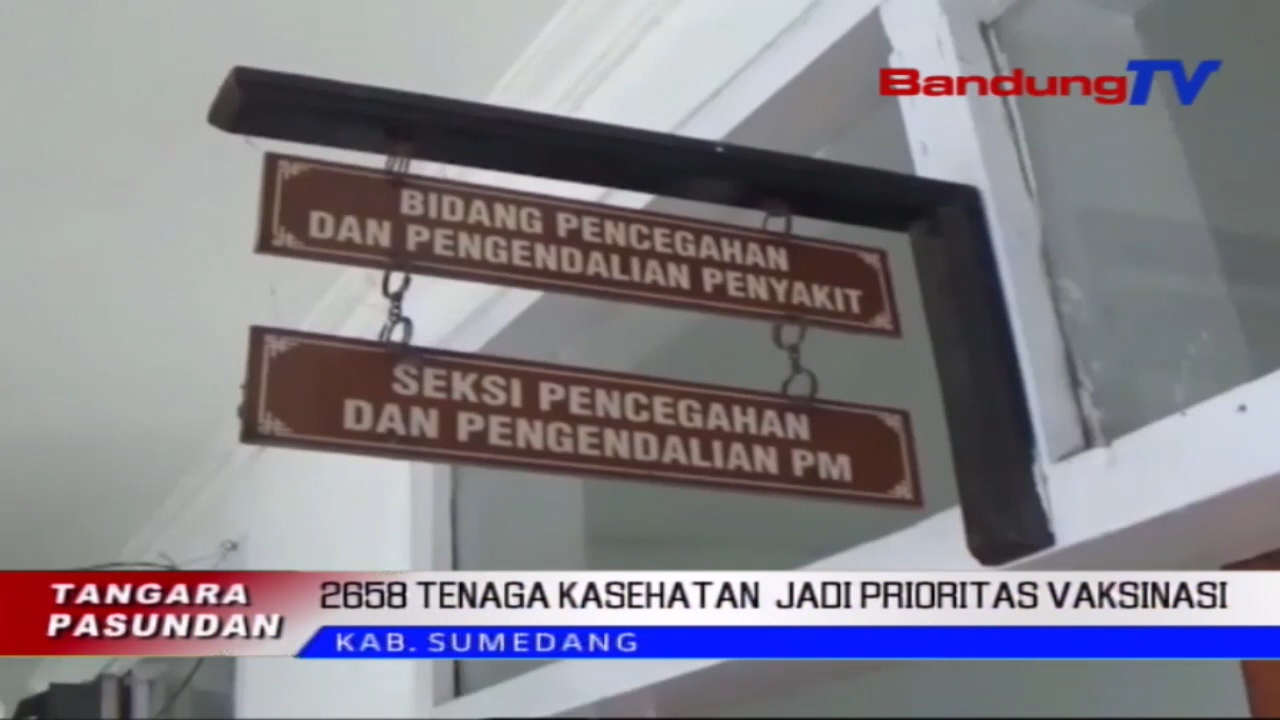 BandungTV
BIDANG PENCEGAHAN
DAN PENGENDALIAN PENYAKIT
SEKSI PENCEGAHAN
DAN PENGENDALIAN PM
TANGARA
PASUNDAN
2658 TENAGA KASEHATAN JADI PRIORITAS VAKSINASI
KAB. SUMEDANG